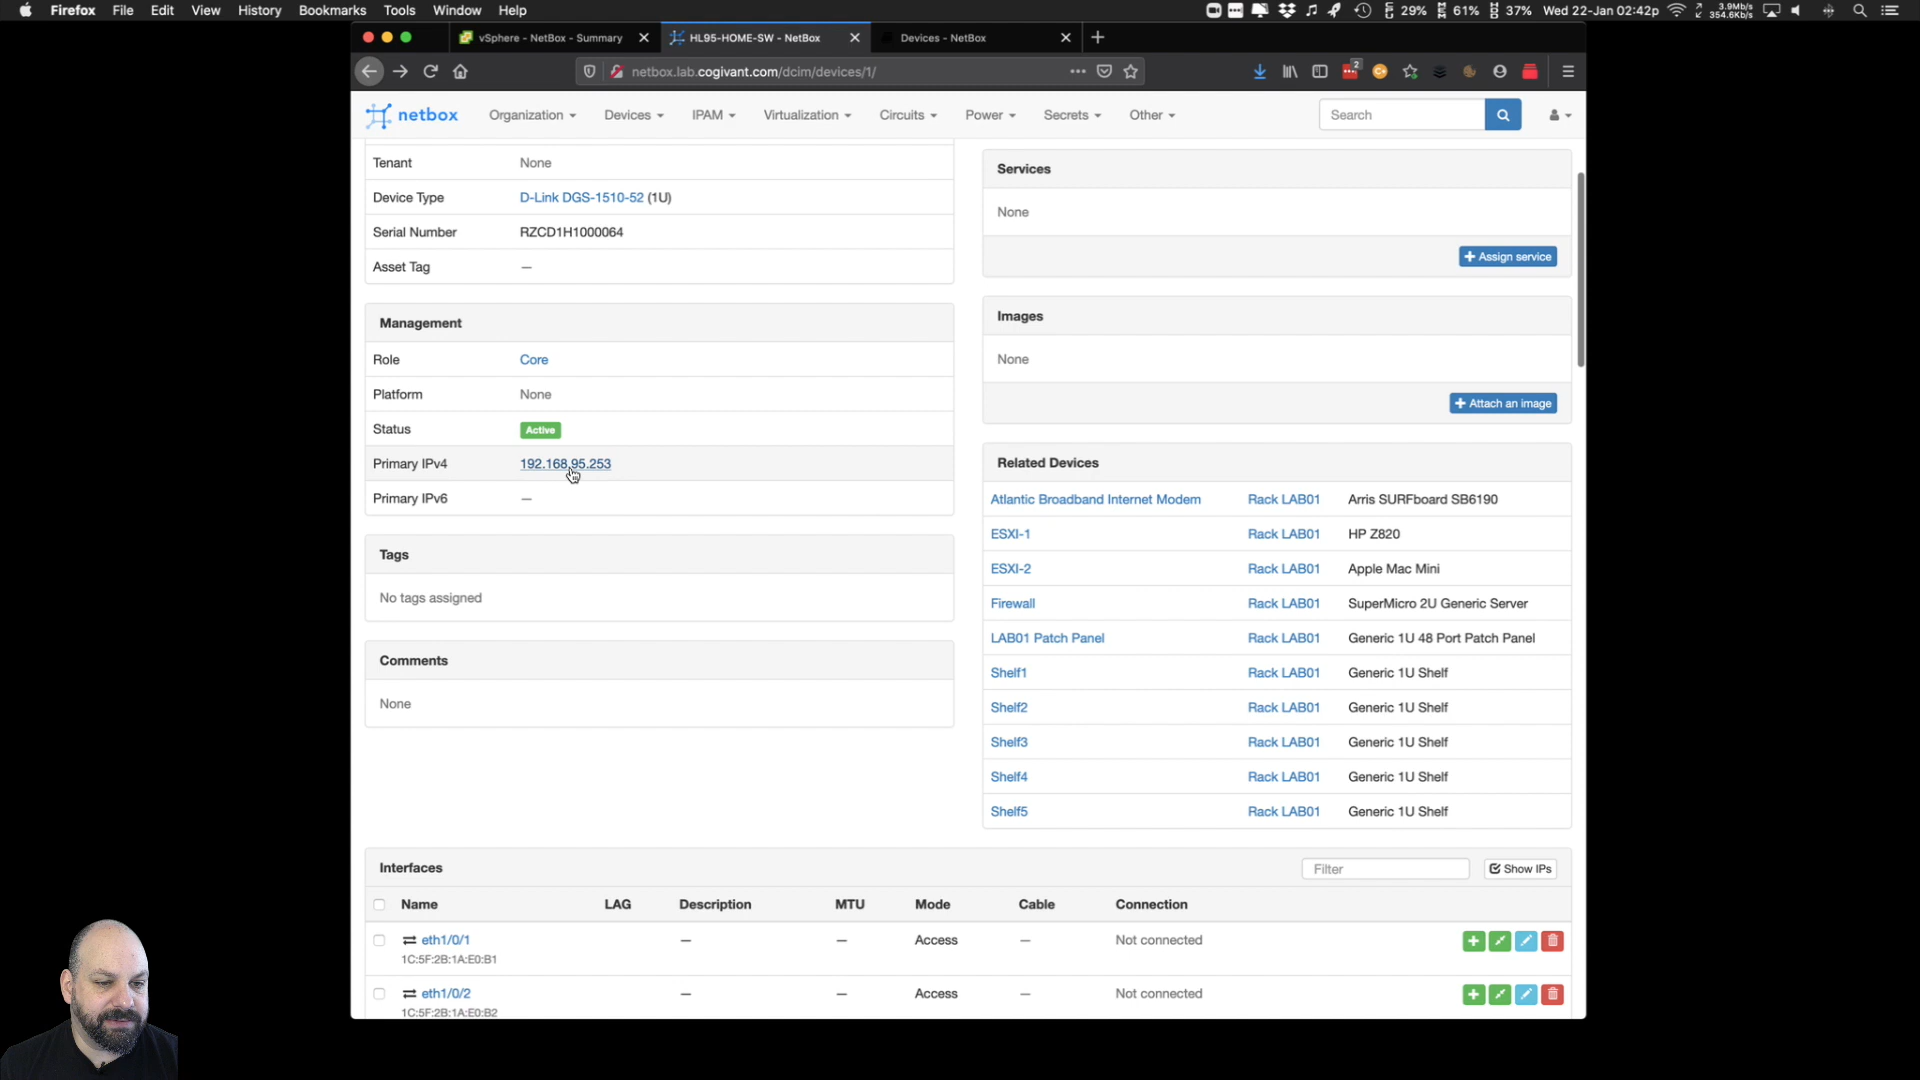 Firefox File Edit View History Bookmarks Tools Window Help 29% 61% 37% Wed 22-Jan 02:42p 3.9Mb/s 354.6Kb/s
vSphere - NetBox - Summary HL95-HOME-SW - NetBox Devices - NetBox
netbox.lab.cogivant.com/dcim/devices/1/ 2
netbox Organization Devices IPAM Virtualization Circuits Power Secrets Other Search
Tenant None
Device Type D-Link DGS-1510-52 (1U)
Serial Number RZCD1H1000064
Asset Tag —
Management
Role Core
Platform None
Status Active
Primary IPv4 192.168.95.253
Primary IPv6 —
Tags
No tags assigned
Comments
None
Services
None
Assign service
Images
None
Attach an image
Related Devices
Atlantic Broadband Internet Modem Rack LAB01 Arris SURFboard SB6190
ESXI-1 Rack LAB01 HP Z820
ESXI-2 Rack LAB01 Apple Mac Mini
Firewall Rack LAB01 SuperMicro 2U Generic Server
LAB01 Patch Panel Rack LAB01 Generic 1U 48 Port Patch Panel
Shelf1 Rack LAB01 Generic 1U Shelf
Shelf2 Rack LAB01 Generic 1U Shelf
Shelf3 Rack LAB01 Generic 1U Shelf
Shelf4 Rack LAB01 Generic 1U Shelf
Shelf5 Rack LAB01 Generic 1U Shelf
Interfaces Filter Show IPs
Name LAG Description MTU Mode Cable Connection
eth1/0/1 — — Access — Not connected
1C:5F:2B:1A:E0:B1
eth1/0/2 — — Access — Not connected
1C:5F:2B:1A:E0:B2